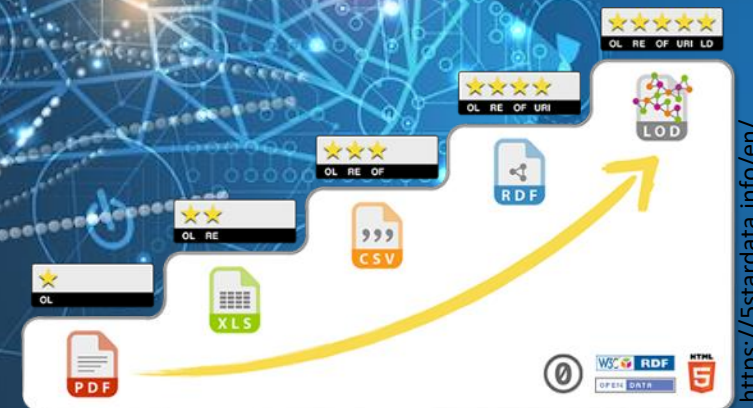 OL RE OF URI LD
OL RE OF URI
LOD
OL RE OF
RDF
OL RE
CSV
OL
XLS
PDF
W3C RDF
OPEN DATA
HTML
5
0
https://5stardata.info/en/